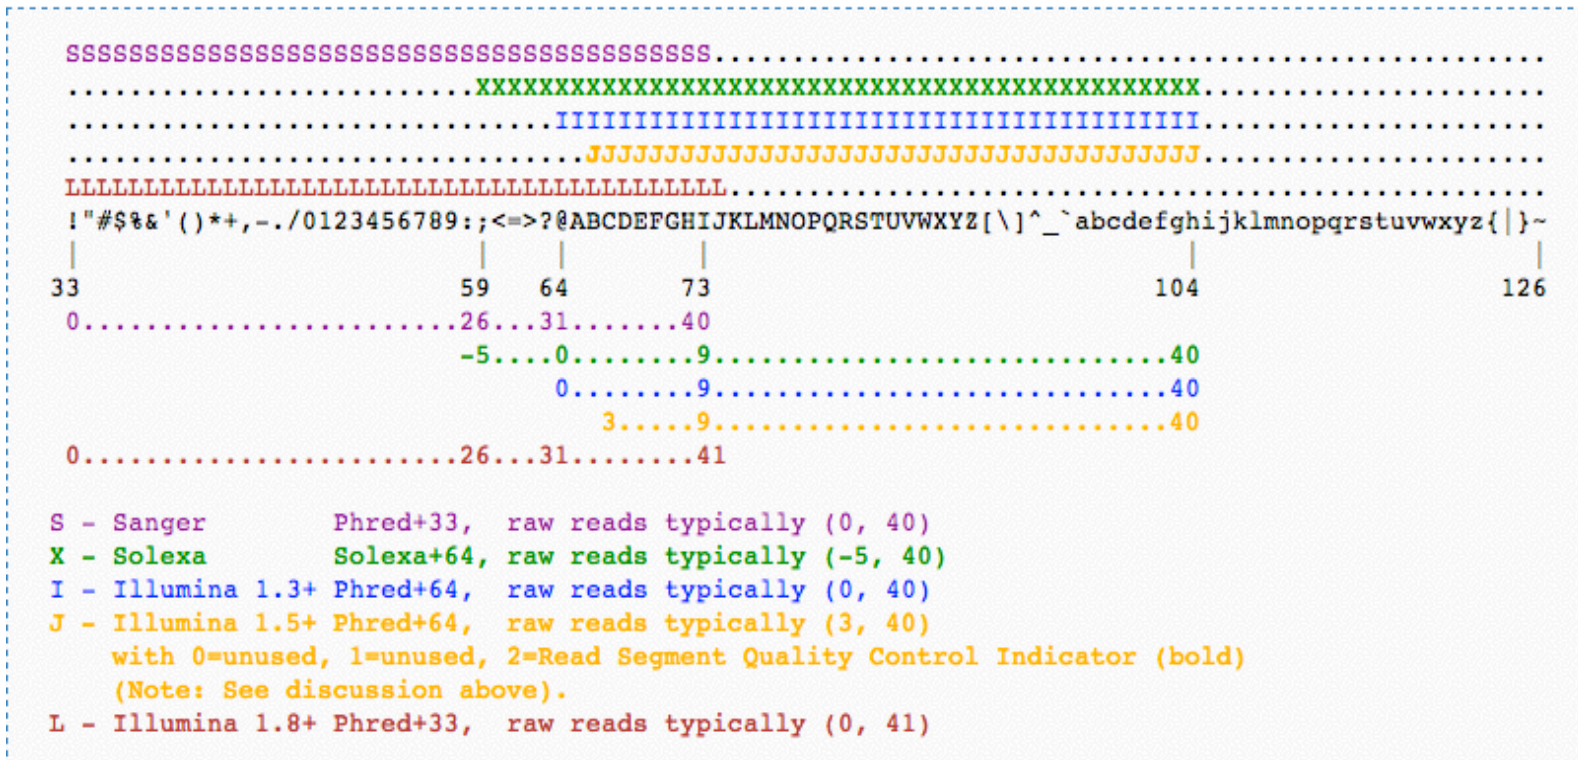 SSSSSSSSSSSSSSSSSSSSSSSSSSSSSSSSSSSSSSSSS.....................................................
..........................XXXXXXXXXXXXXXXXXXXXXXXXXXXXXXXXXXXXXXXXXXXXXX......................
...............................IIIIIIIIIIIIIIIIIIIIIIIIIIIIIIIIIIIIIIIII......................
.................................JJJJJJJJJJJJJJJJJJJJJJJJJJJJJJJJJJJJJJJ......................
LLLLLLLLLLLLLLLLLLLLLLLLLLLLLLLLLLLLLLLLLL....................................................
!"#$%&'()*+,-./0123456789:;<=>?@ABCDEFGHIJKLMNOPQRSTUVWXYZ[\]^_`abcdefghijklmnopqrstuvwxyz{|}~
| | | | | |
33 59 64 73 104 126
0........................26...31.......40
-5....0........9.............................40
0........9.............................40
3.....9.............................40
0........................26...31........41
S - Sanger Phred+33, raw reads typically (0, 40)
X - Solexa Solexa+64, raw reads typically (-5, 40)
I - Illumina 1.3+ Phred+64, raw reads typically (0, 40)
J - Illumina 1.5+ Phred+64, raw reads typically (3, 40)
with 0=unused, 1=unused, 2=Read Segment Quality Control Indicator (bold)
(Note: See discussion above).
L - Illumina 1.8+ Phred+33, raw reads typically (0, 41)